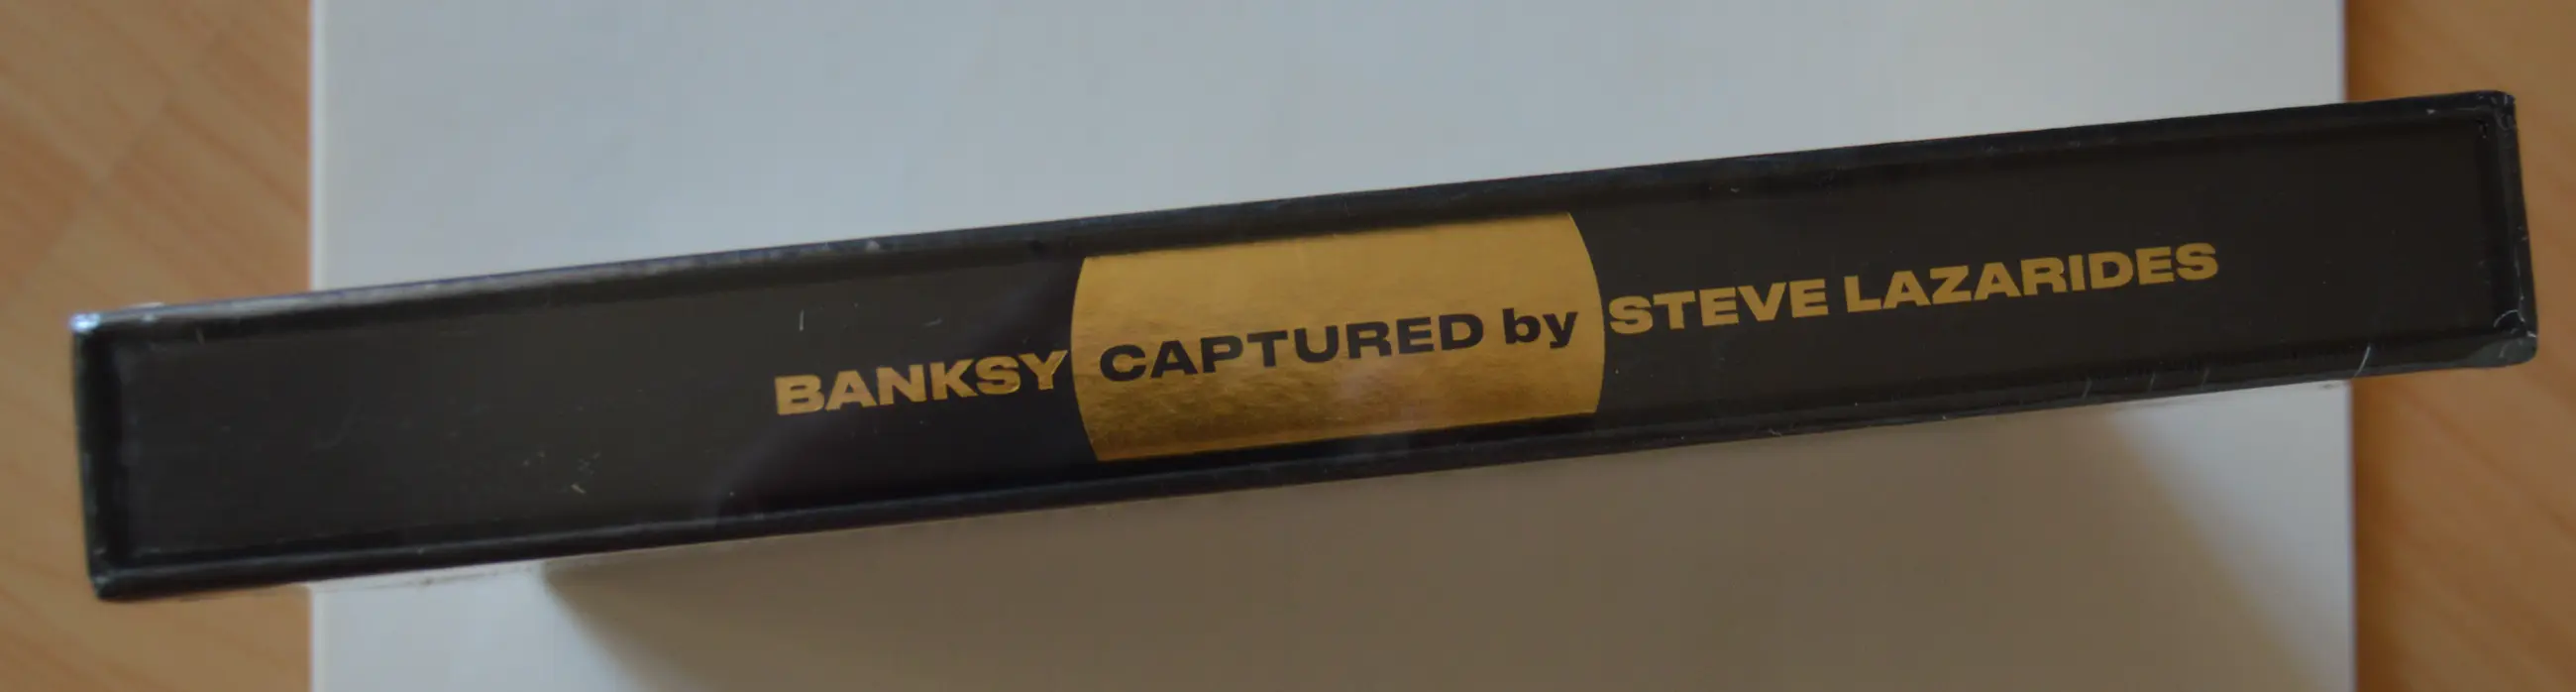 BANKSY CAPTURED by STEVE LAZARIDES